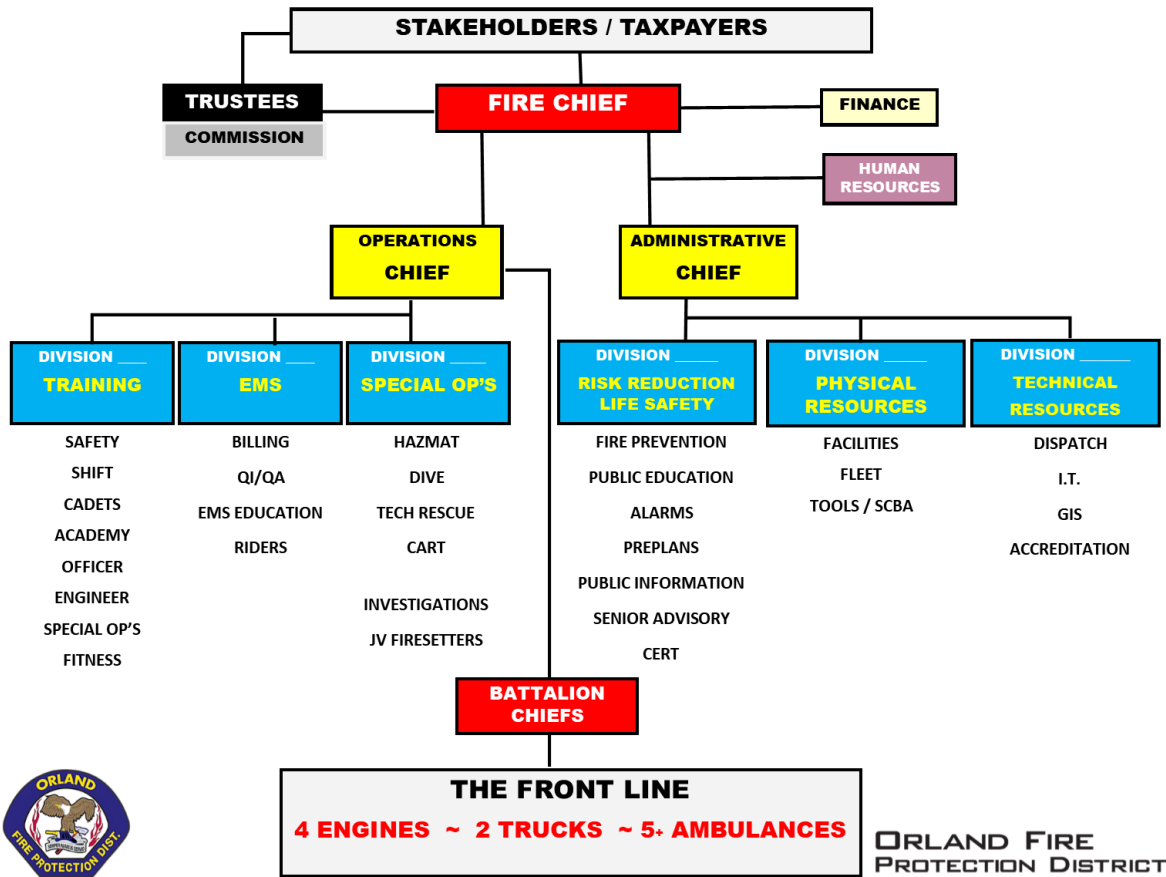 STAKEHOLDERS / TAXPAYERS
TRUSTEES
COMMISSION
FIRE CHIEF
FINANCE
HUMAN
RESOURCES
OPERATIONS
CHIEF
ADMINISTRATIVE
CHIEF
DIVISION ____
TRAINING
SAFETY
SHIFT
CADETS
ACADEMY
OFFICER
ENGINEER
SPECIAL OP'S
FITNESS
DIVISION ____
EMS
BILLING
QI/QA
EMS EDUCATION
RIDERS
DIVISION ____
SPECIAL OP'S
HAZMAT
DIVE
TECH RESCUE
CART
INVESTIGATIONS
JV FIRESETTERS
DIVISION _____
RISK REDUCTION
LIFE SAFETY
FIRE PREVENTION
PUBLIC EDUCATION
ALARMS
PREPLANS
PUBLIC INFORMATION
SENIOR ADVISORY
CERT
DIVISION _____
PHYSICAL
RESOURCES
FACILITIES
FLEET
TOOLS / SCBA
DIVISION ______
TECHNICAL
RESOURCES
DISPATCH
I.T.
GIS
ACCREDITATION
BATTALION
CHIEFS
THE FRONT LINE
4 ENGINES ~ 2 TRUCKS ~ 5+ AMBULANCES
ORLAND
FIRE PROTECTION DIST.
ORLAND FIRE
PROTECTION DISTRICT